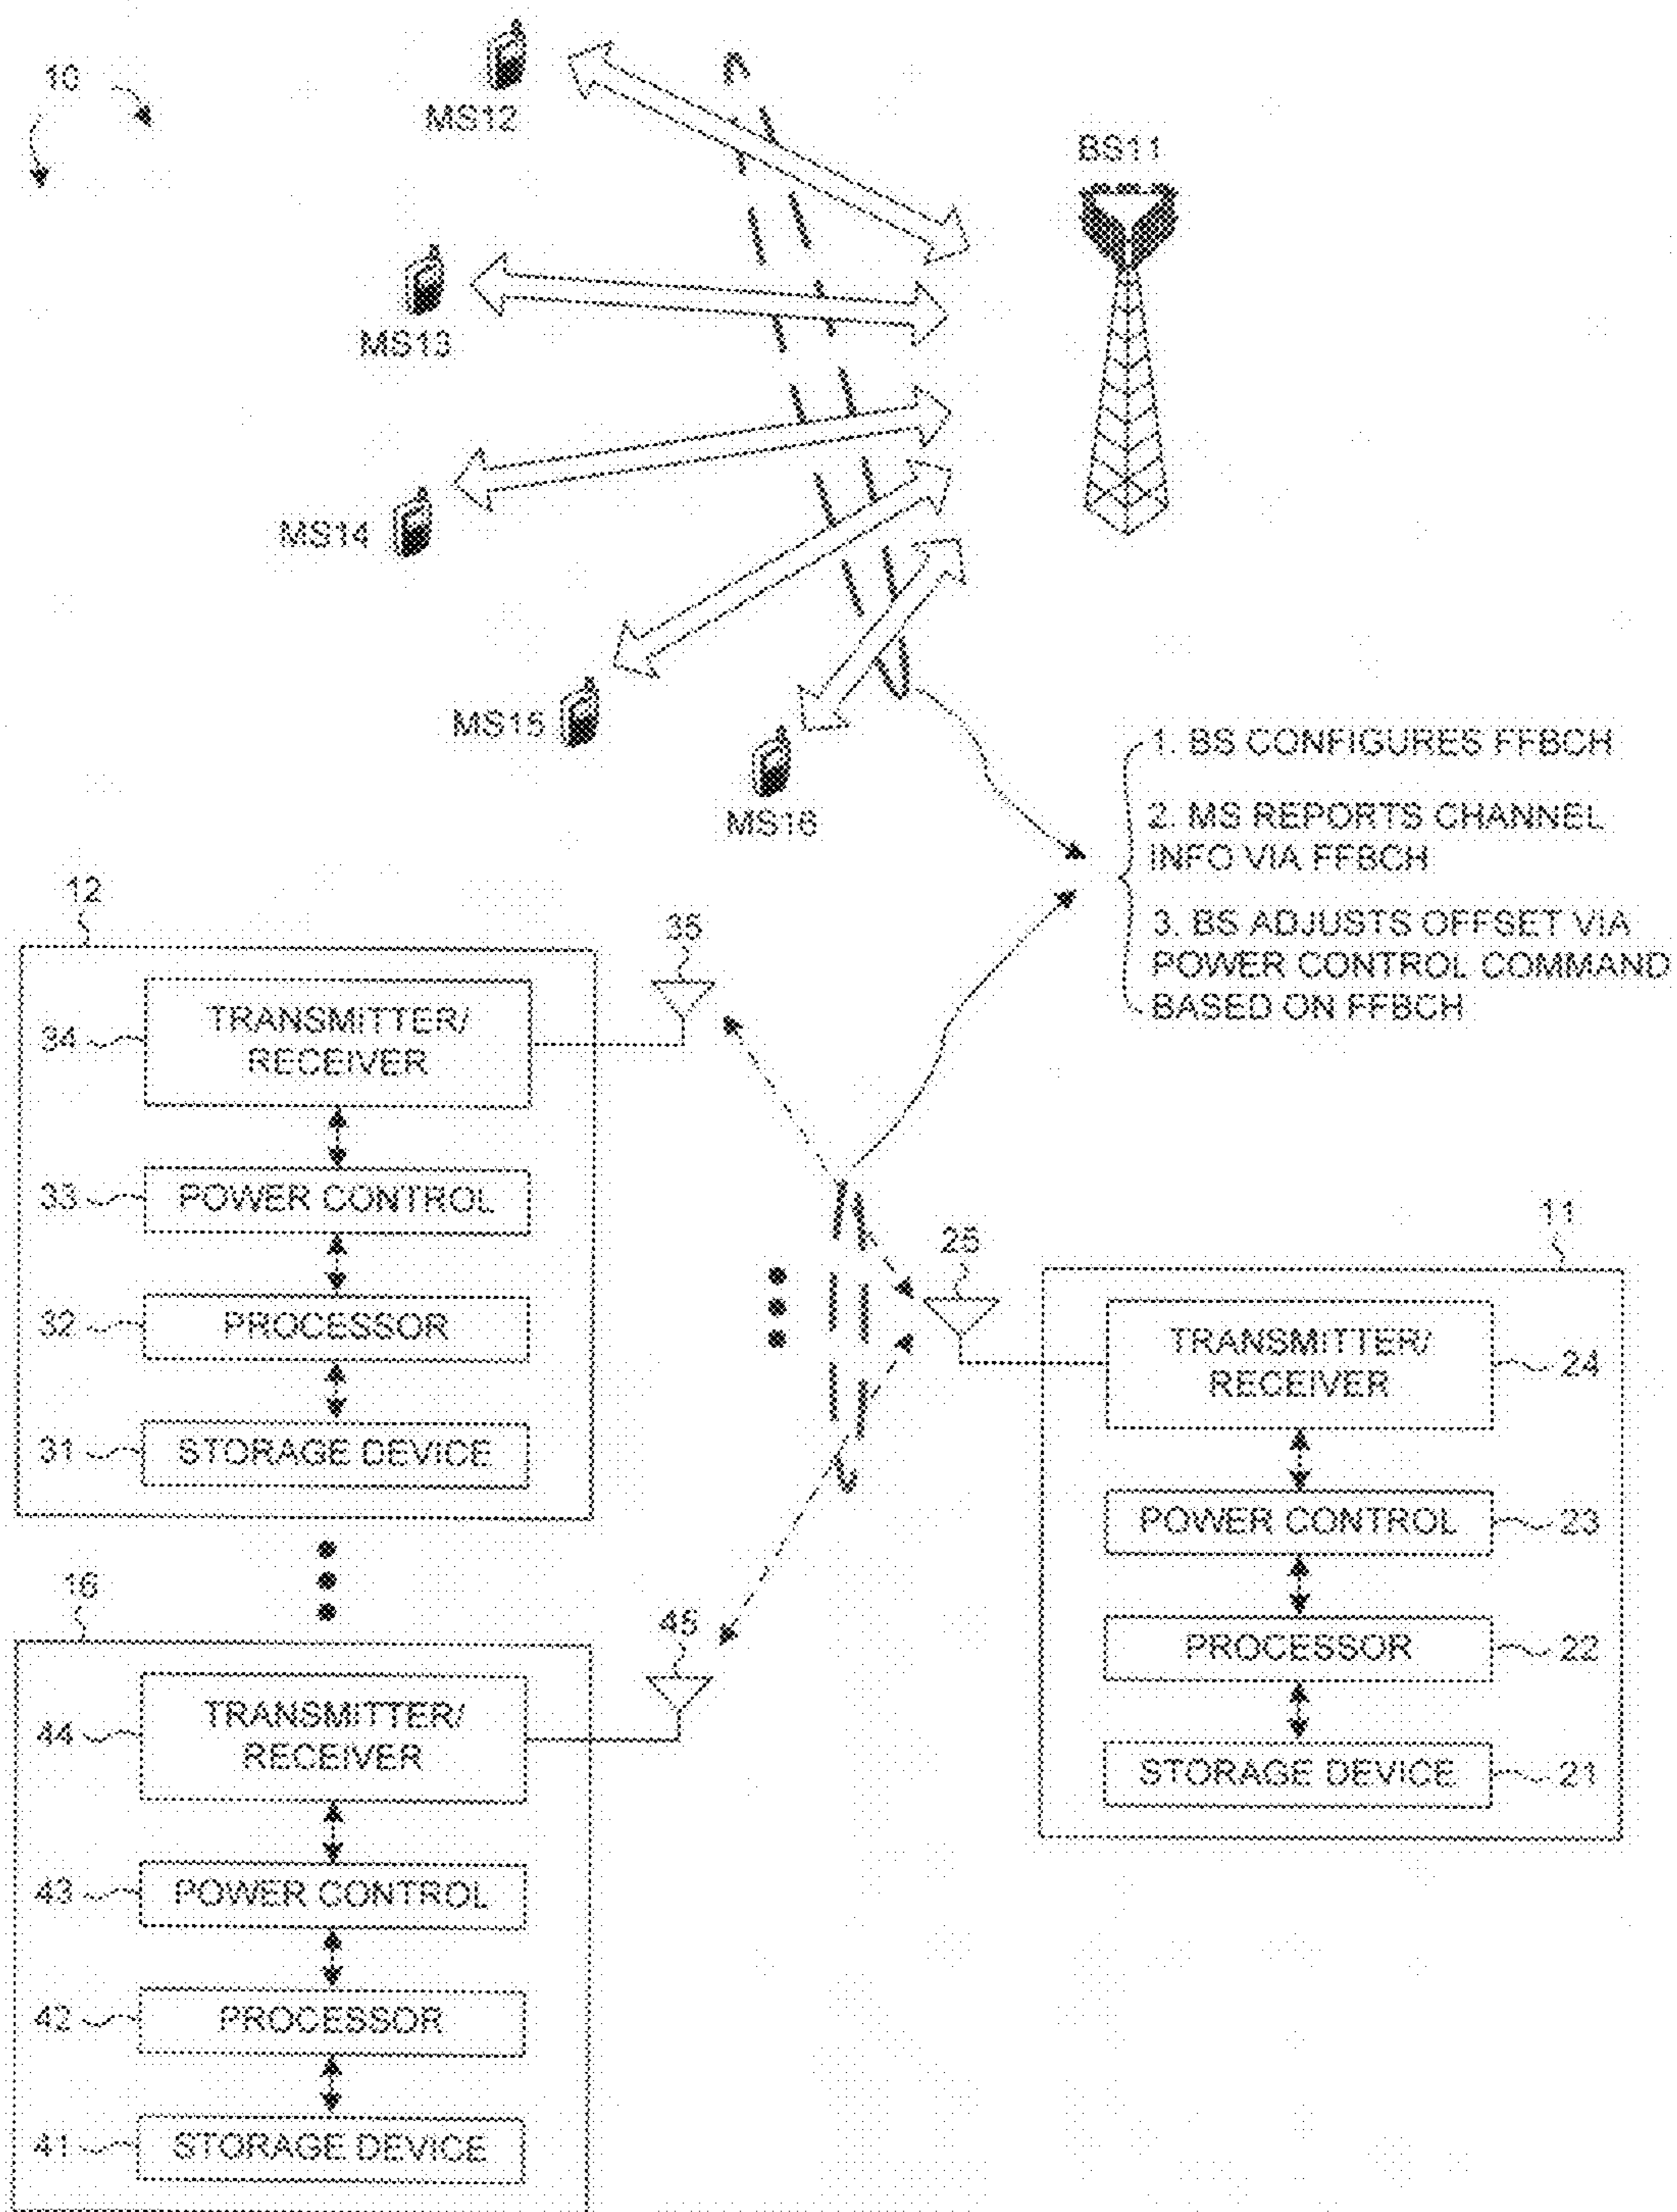 10
MS12
BS11
MS13
MS14
MS15
MS16
1. BS CONFIGURES FFBCH
2. MS REPORTS CHANNEL
INFO VIA FFBCH
3. BS ADJUSTS OFFSET VIA
POWER CONTROL COMMAND
BASED ON FFBCH
12
35
34
TRANSMITTER/
RECEIVER
33
POWER CONTROL
32
PROCESSOR
31
STORAGE DEVICE
11
25
TRANSMITTER/
RECEIVER
24
POWER CONTROL
23
PROCESSOR
22
STORAGE DEVICE
21
16
45
44
TRANSMITTER/
RECEIVER
43
POWER CONTROL
42
PROCESSOR
41
STORAGE DEVICE